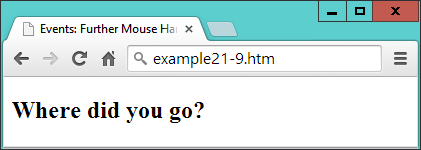 Events: Further Mouse Ha
example21-9.htm
Where did you go?